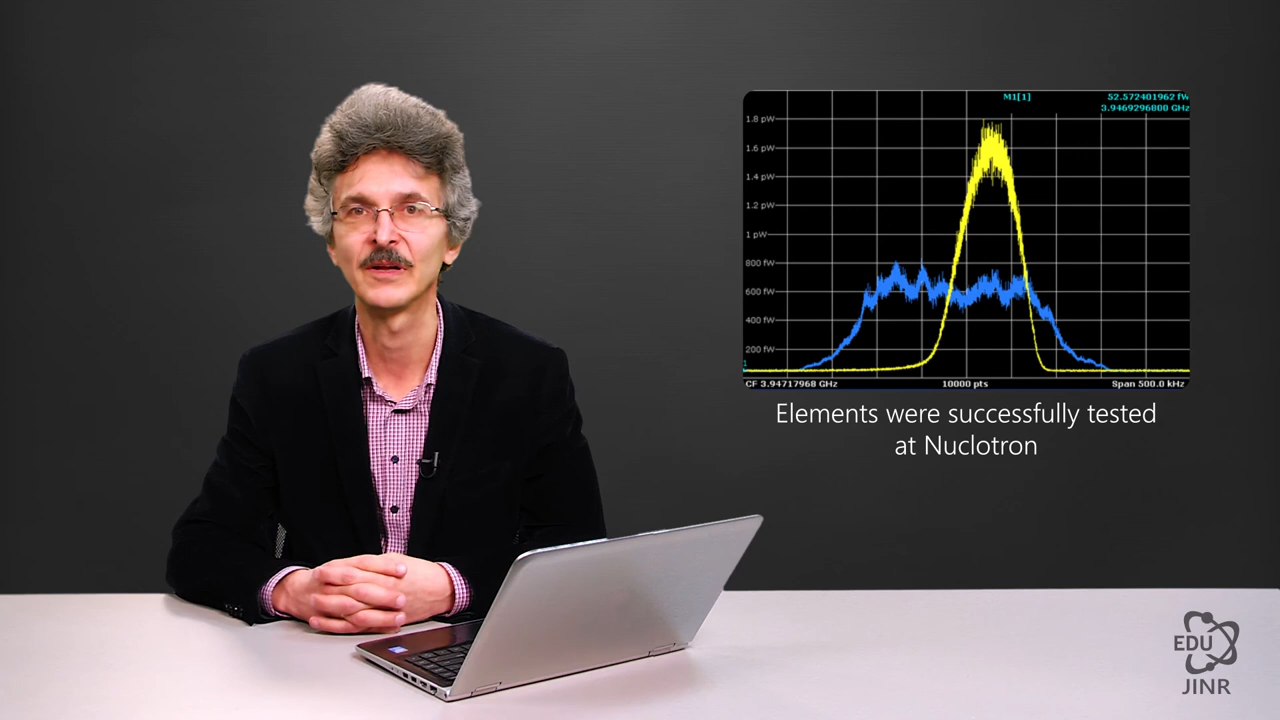 M1[1]
52.572401962 fW
3.9469296800 GHz
1.8 pW
1.6 pW
1.4 pW
1.2 pW
1 pW
800 fW
600 fW
400 fW
200 fW
1
CF 3.94717968 GHz
10000 pts
Span 500.0 kHz
Elements were successfully tested
at Nuclotron
EDU
JINR